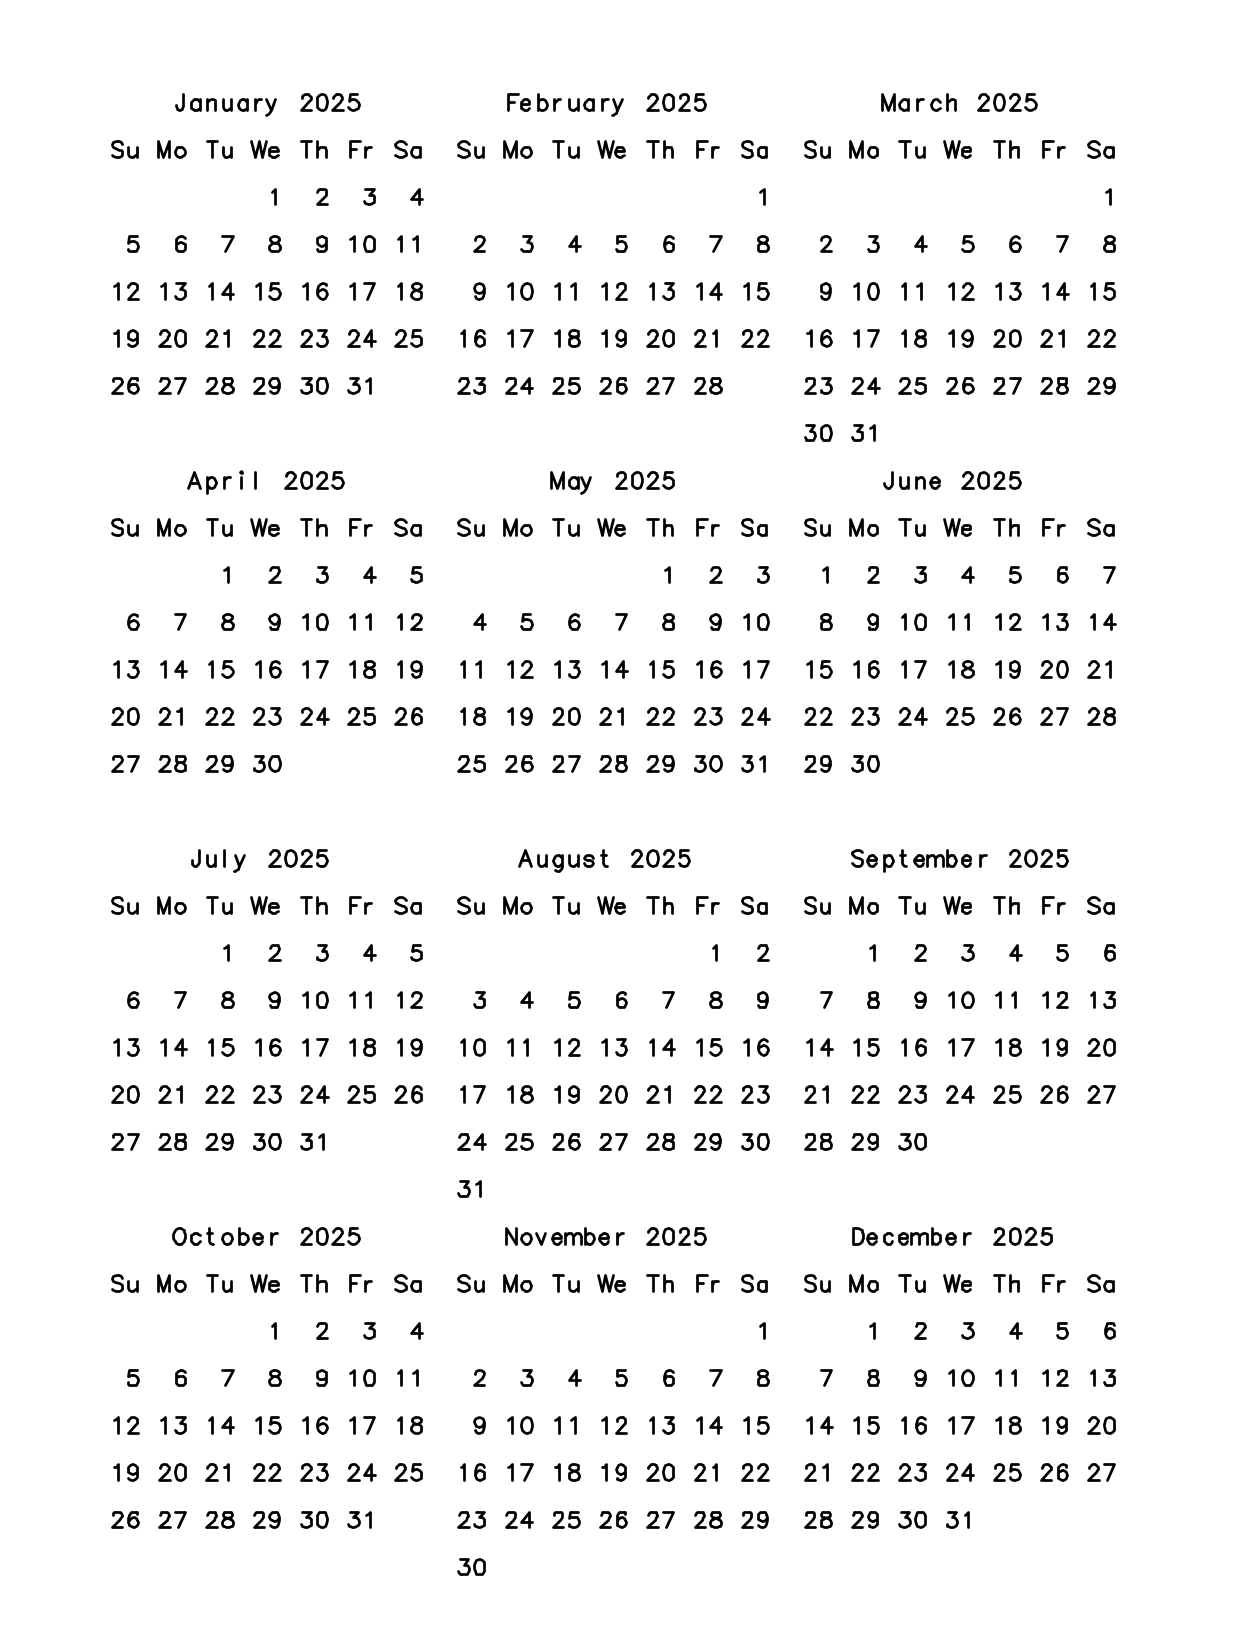 January 2025 February 2025 March 2025
Su Mo Tu We Th Fr Sa Su Mo Tu We Th Fr Sa Su Mo Tu We Th Fr Sa
1 2 3 4 1 1
5 6 7 8 9 10 11 2 3 4 5 6 7 8 2 3 4 5 6 7 8
12 13 14 15 16 17 18 9 10 11 12 13 14 15 9 10 11 12 13 14 15
19 20 21 22 23 24 25 16 17 18 19 20 21 22 16 17 18 19 20 21 22
26 27 28 29 30 31 23 24 25 26 27 28 23 24 25 26 27 28 29
30 31
April 2025 May 2025 June 2025
Su Mo Tu We Th Fr Sa Su Mo Tu We Th Fr Sa Su Mo Tu We Th Fr Sa
1 2 3 4 5 1 2 3 1 2 3 4 5 6 7
6 7 8 9 10 11 12 4 5 6 7 8 9 10 8 9 10 11 12 13 14
13 14 15 16 17 18 19 11 12 13 14 15 16 17 15 16 17 18 19 20 21
20 21 22 23 24 25 26 18 19 20 21 22 23 24 22 23 24 25 26 27 28
27 28 29 30 25 26 27 28 29 30 31 29 30
July 2025 August 2025 September 2025
Su Mo Tu We Th Fr Sa Su Mo Tu We Th Fr Sa Su Mo Tu We Th Fr Sa
1 2 3 4 5 1 2 1 2 3 4 5 6
6 7 8 9 10 11 12 3 4 5 6 7 8 9 7 8 9 10 11 12 13
13 14 15 16 17 18 19 10 11 12 13 14 15 16 14 15 16 17 18 19 20
20 21 22 23 24 25 26 17 18 19 20 21 22 23 21 22 23 24 25 26 27
27 28 29 30 31 24 25 26 27 28 29 30 28 29 30
31
October 2025 November 2025 December 2025
Su Mo Tu We Th Fr Sa Su Mo Tu We Th Fr Sa Su Mo Tu We Th Fr Sa
1 2 3 4 1 1 2 3 4 5 6
5 6 7 8 9 10 11 2 3 4 5 6 7 8 7 8 9 10 11 12 13
12 13 14 15 16 17 18 9 10 11 12 13 14 15 14 15 16 17 18 19 20
19 20 21 22 23 24 25 16 17 18 19 20 21 22 21 22 23 24 25 26 27
26 27 28 29 30 31 23 24 25 26 27 28 29 28 29 30 31
30